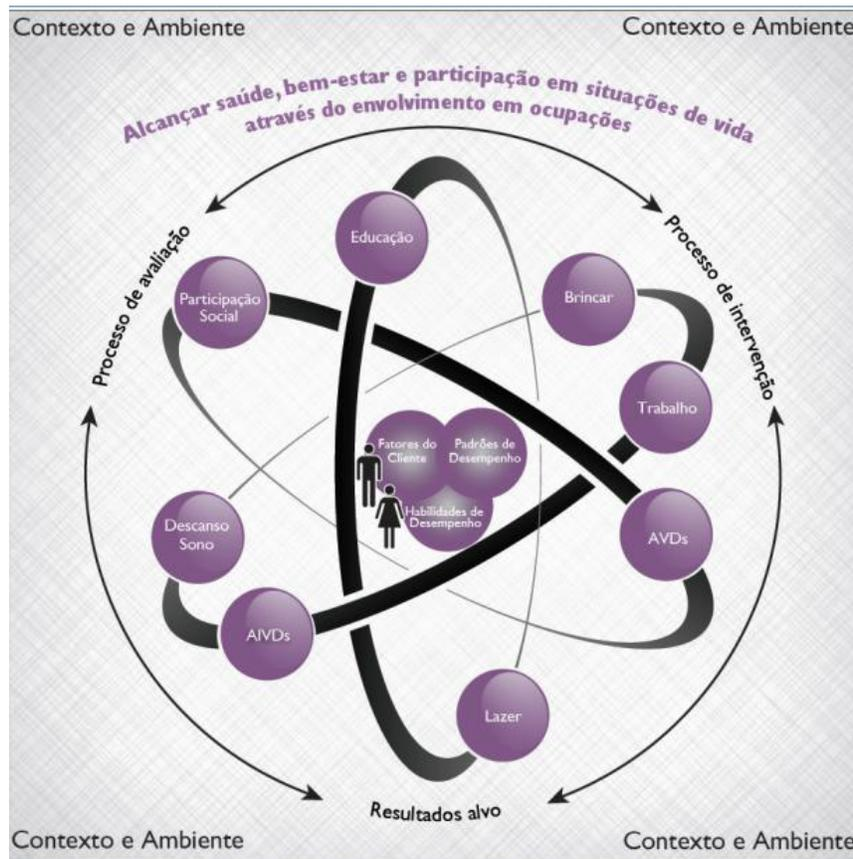 Contexto e Ambiente
Contexto e Ambiente
Alcançar saúde, bem-estar e participação em situações de vida
através do envolvimento em ocupações
Processo de avaliação
Processo de intervenção
Educação
Participação
Social
Brincar
Trabalho
Fatores do
Cliente
Padrões de
Desempenho
Habilidades de
Desempenho
Descanso
Sono
AVDs
AIVDs
Lazer
Resultados alvo
Contexto e Ambiente
Contexto e Ambiente